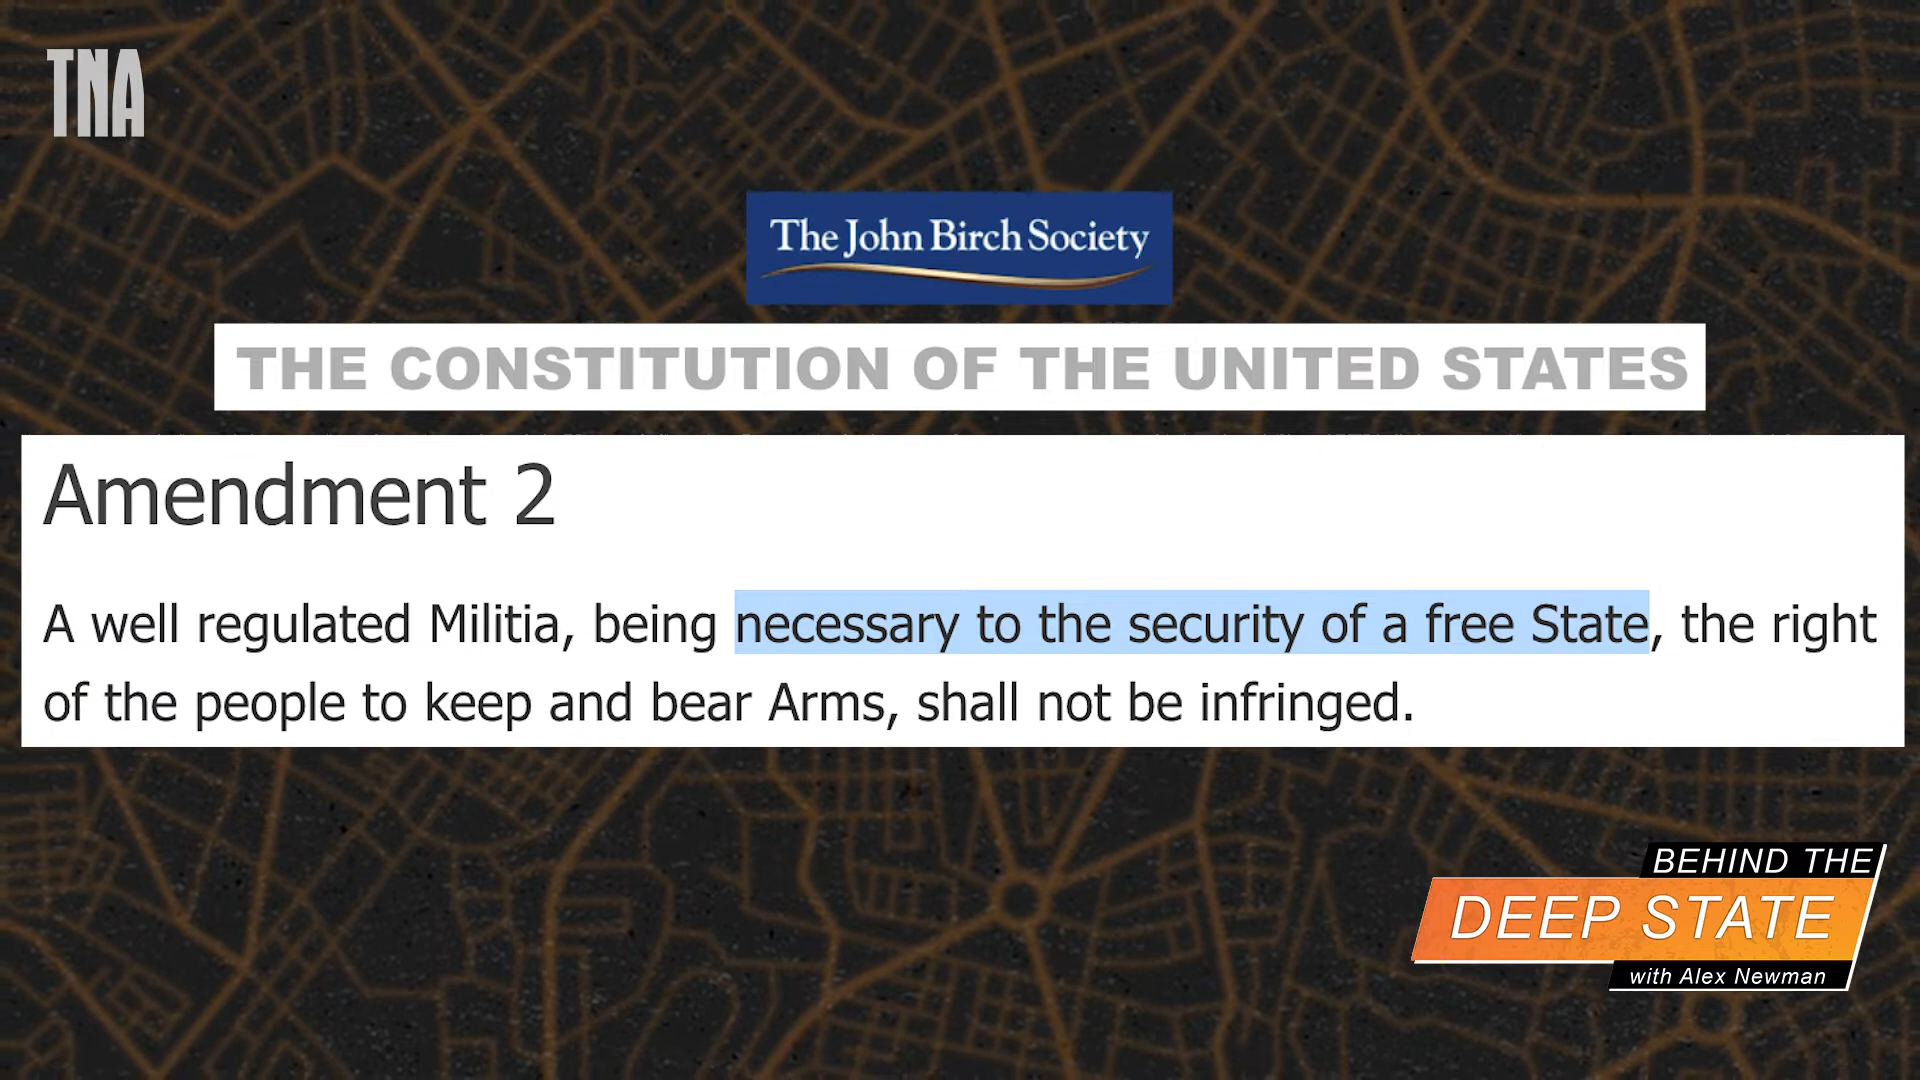 TNA
The John Birch Society
THE CONSTITUTION OF THE UNITED STATES
Amendment 2
A well regulated Militia, being necessary to the security of a free State, the right
of the people to keep and bear Arms, shall not be infringed.
BEHIND THE
DEEP STATE
with Alex Newman